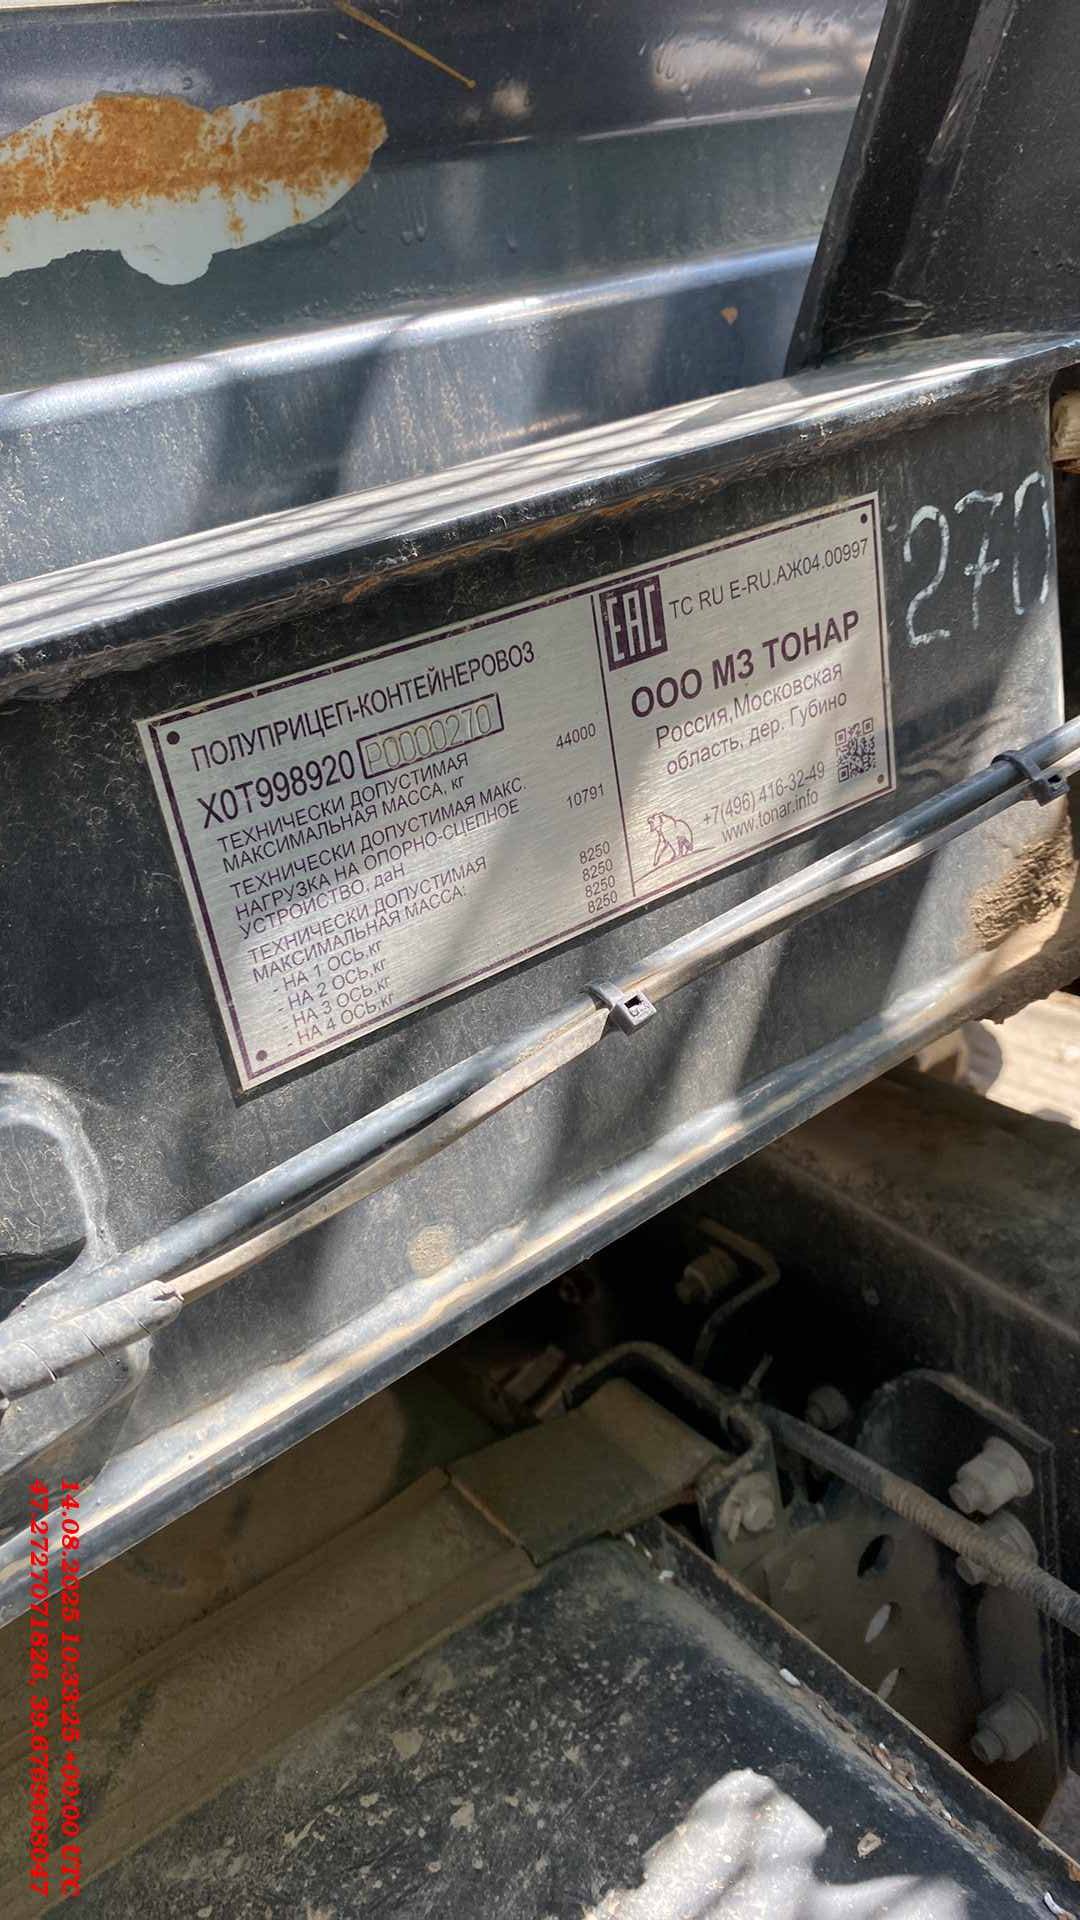 ПОЛУПРИЦЕП-КОНТЕЙНЕРОВОЗ
X0T998920 P0000270
ТЕХНИЧЕСКИ ДОПУСТИМАЯ
МАКСИМАЛЬНАЯ МАССА, кг 44000
ТЕХНИЧЕСКИ ДОПУСТИМАЯ МАКС.
НАГРУЗКА НА ОПОРНО-СЦЕПНОЕ
УСТРОЙСТВО, даН 10791
ТЕХНИЧЕСКИ ДОПУСТИМАЯ
МАКСИМАЛЬНАЯ МАССА:
- НА 1 ОСЬ,кг 8250
- НА 2 ОСЬ,кг 8250
- НА 3 ОСЬ,кг 8250
- НА 4 ОСЬ,кг 8250
EAC ТС RU E-RU.АЖ04.00997
ООО МЗ ТОНАР
Россия,Московская
область, дер. Губино
+7(496) 416-32-49
www.tonar.info
270
14.08.2025 10:33:25 +00:00 UTC
47.2727071826, 39.6769068047